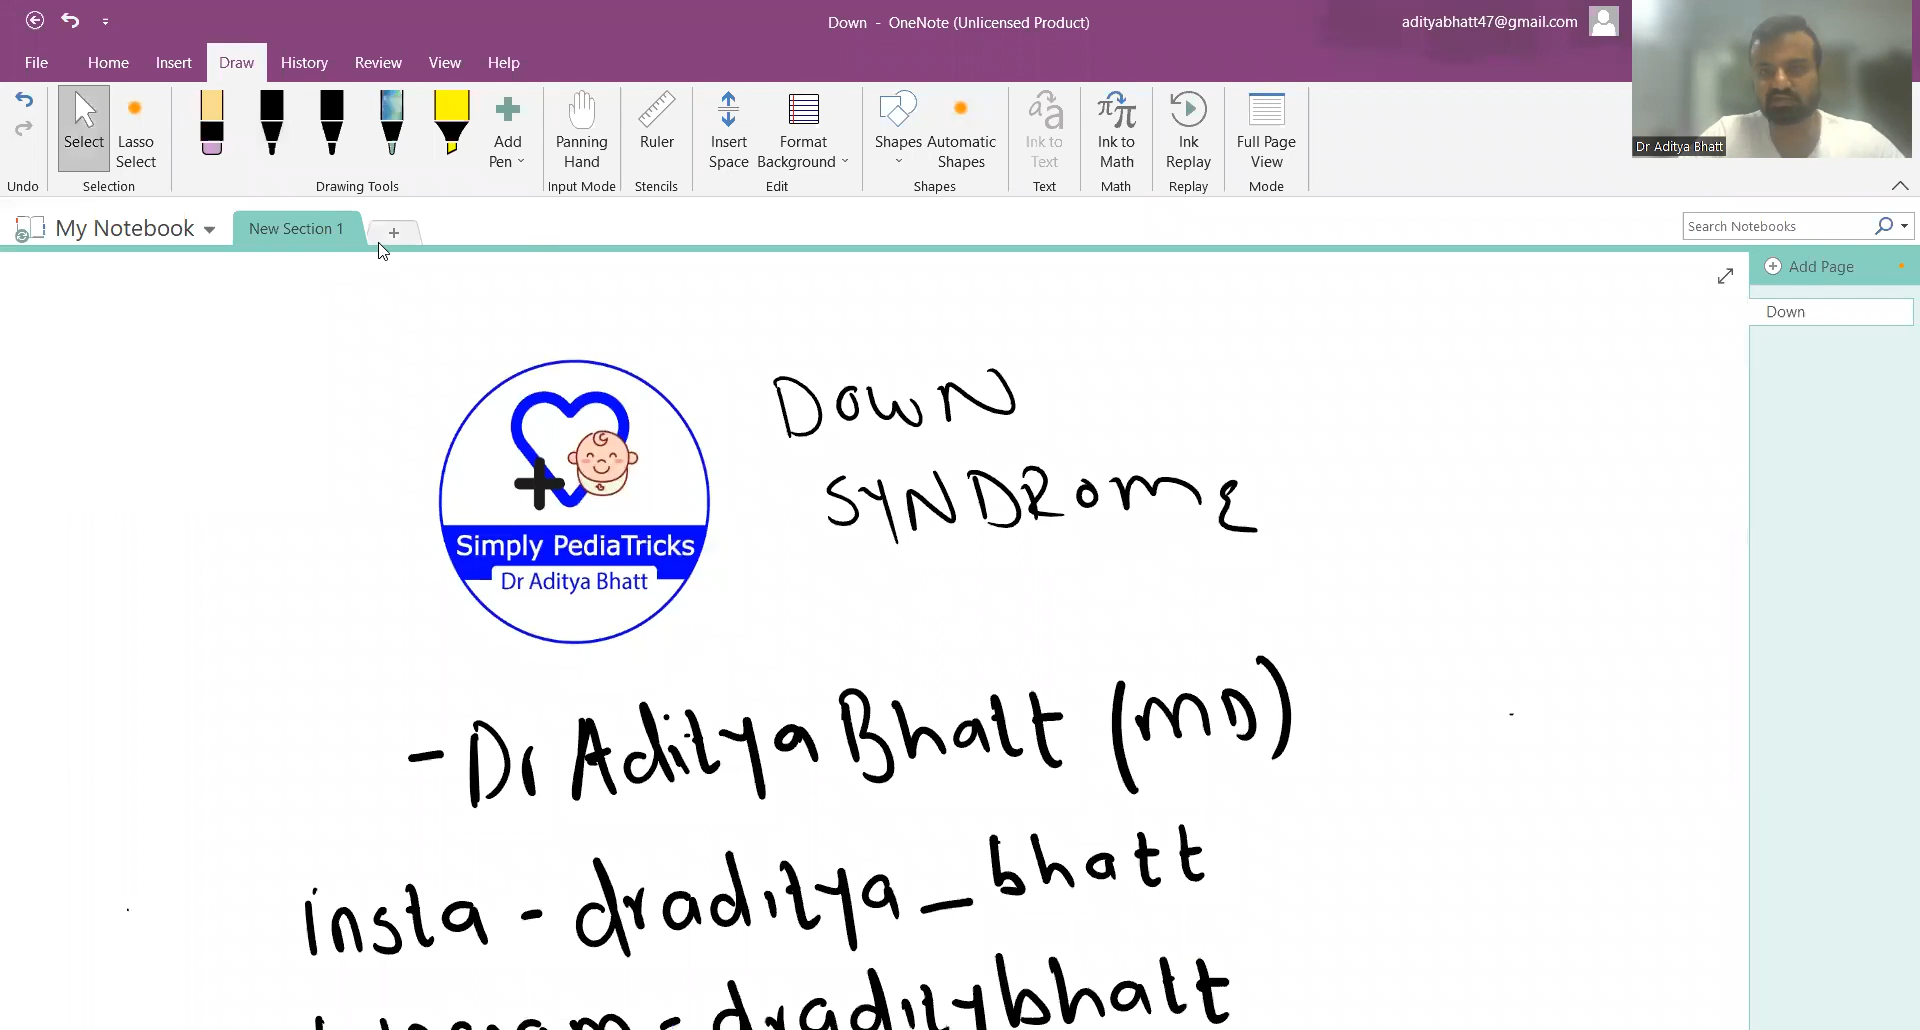 Down - OneNote (Unlicensed Product)
adityabhatt47@gmail.com
File Home Insert Draw History Review View Help
Select
Lasso Select
Add Pen
Panning Hand
Ruler
Insert Space
Format Background
Shapes
Automatic Shapes
Ink to Text
Ink to Math
Ink Replay
Full Page View
Undo Selection Drawing Tools Input Mode Stencils Edit Shapes Text Math Replay Mode
Dr Aditya Bhatt
My Notebook
New Section 1
Search Notebooks
Add Page
Down
DOWN
SYNDROME
Simply PediaTricks
Dr Aditya Bhatt
- Dr Aditya Bhatt (MD)
insta - draditya_bhatt
- draditybhatt